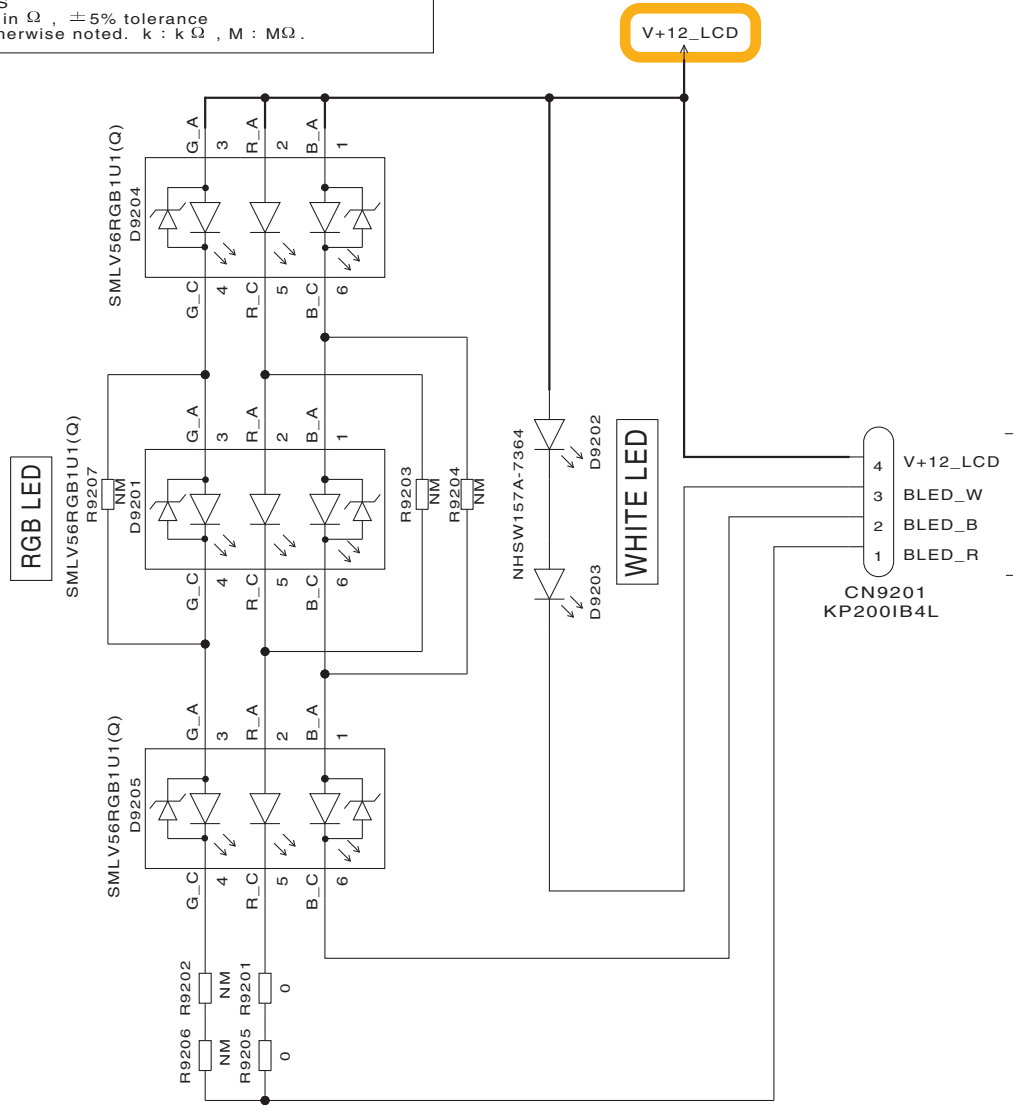 in Ω , ±5% tolerance
erwise noted. k : k Ω , M : MΩ .
V+12_LCD
SMLV56RGB1U1(Q)
D9204
G_A
3
R_A
2
B_A
1
G_C
4
R_C
5
B_C
6
RGB LED
SMLV56RGB1U1(Q)
R9207
NM
D9201
G_A
3
R_A
2
B_A
1
G_C
4
R_C
5
B_C
6
R9203
NM
R9204
NM
NHSW157A-7364
D9202
D9203
WHITE LED
4 V+12_LCD
3 BLED_W
2 BLED_B
1 BLED_R
CN9201
KP200IB4L
SMLV56RGB1U1(Q)
D9205
G_A
3
R_A
2
B_A
1
G_C
4
R_C
5
B_C
6
R9202
NM
R9201
0
R9206
NM
R9205
0